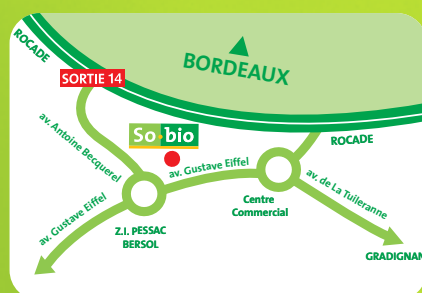 ROCADE
BORDEAUX
SORTIE 14
av. Antoine Becquerel
So.bio
ROCADE
av. Gustave Eiffel
av. de La Tuileranne
Centre
Commercial
av. Gustave Eiffel
Z.I. PESSAC
BERSOL
GRADIGNAN